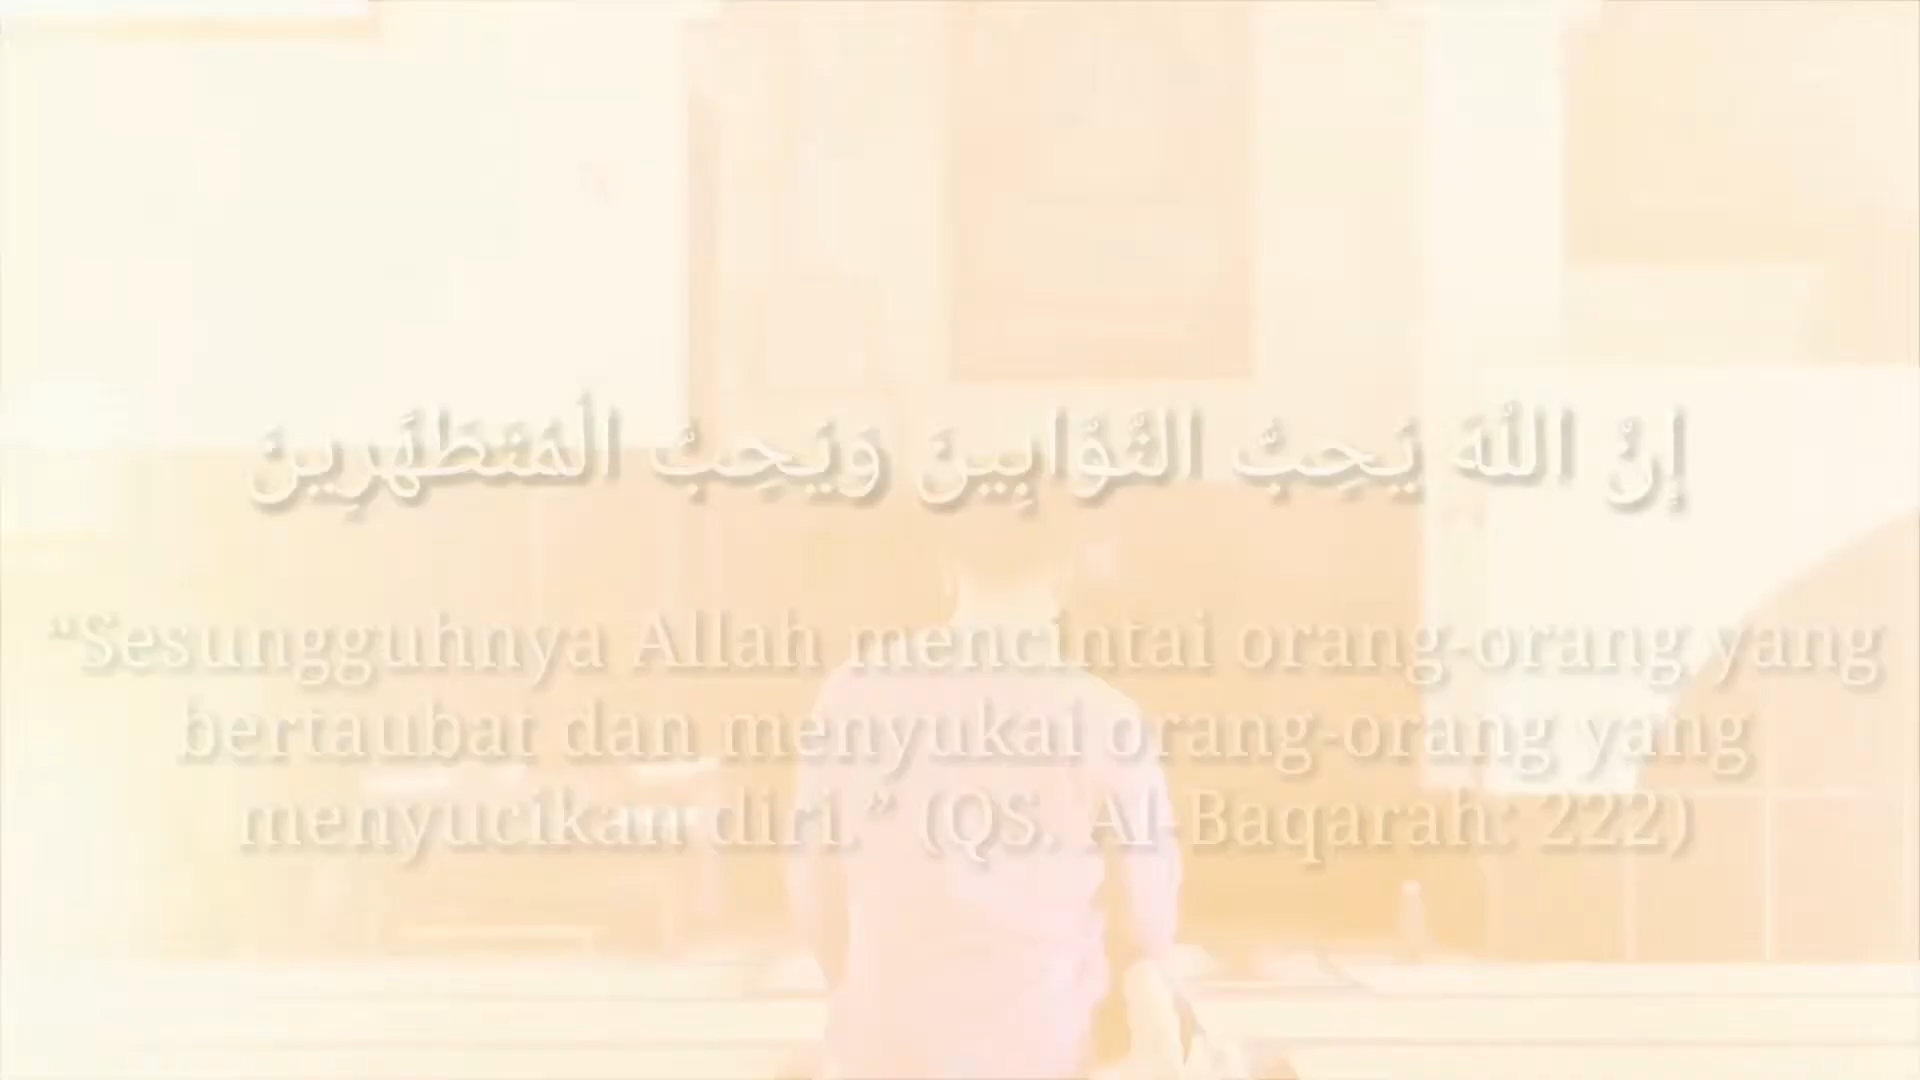 إِنَّ اللَّهَ يُحِبُّ التَّوَّابِينَ وَيُحِبُّ الْمُتَطَهِّرِينَ
“Sesungguhnya Allah mencintai orang-orang yang
bertaubat dan menyukai orang-orang yang
menyucikan diri.” (QS. Al-Baqarah: 222)